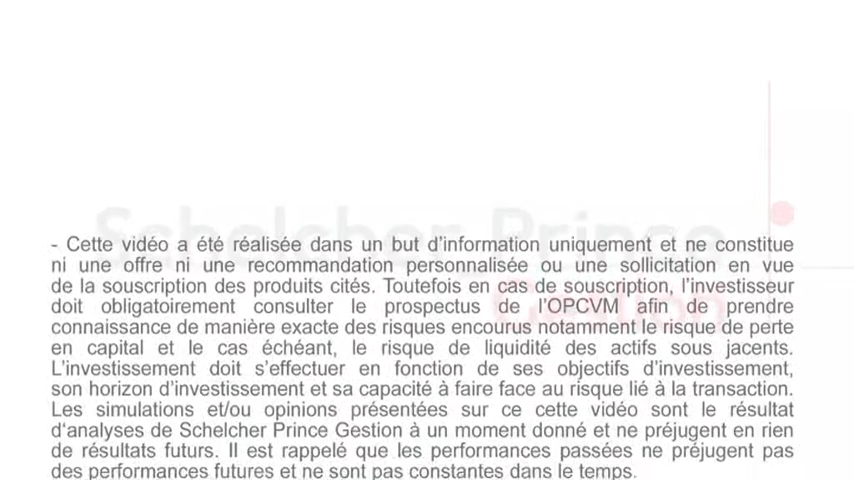 Schelcher Prince
Gestion
- Cette vidéo a été réalisée dans un but d’information uniquement et ne constitue
ni une offre ni une recommandation personnalisée ou une sollicitation en vue
de la souscription des produits cités. Toutefois en cas de souscription, l’investisseur
doit obligatoirement consulter le prospectus de l’OPCVM afin de prendre
connaissance de manière exacte des risques encourus notamment le risque de perte
en capital et le cas échéant, le risque de liquidité des actifs sous jacents.
L’investissement doit s’effectuer en fonction de ses objectifs d’investissement,
son horizon d’investissement et sa capacité à faire face au risque lié à la transaction.
Les simulations et/ou opinions présentées sur ce cette vidéo sont le résultat
d‘analyses de Schelcher Prince Gestion à un moment donné et ne préjugent en rien
de résultats futurs. Il est rappelé que les performances passées ne préjugent pas
des performances futures et ne sont pas constantes dans le temps.